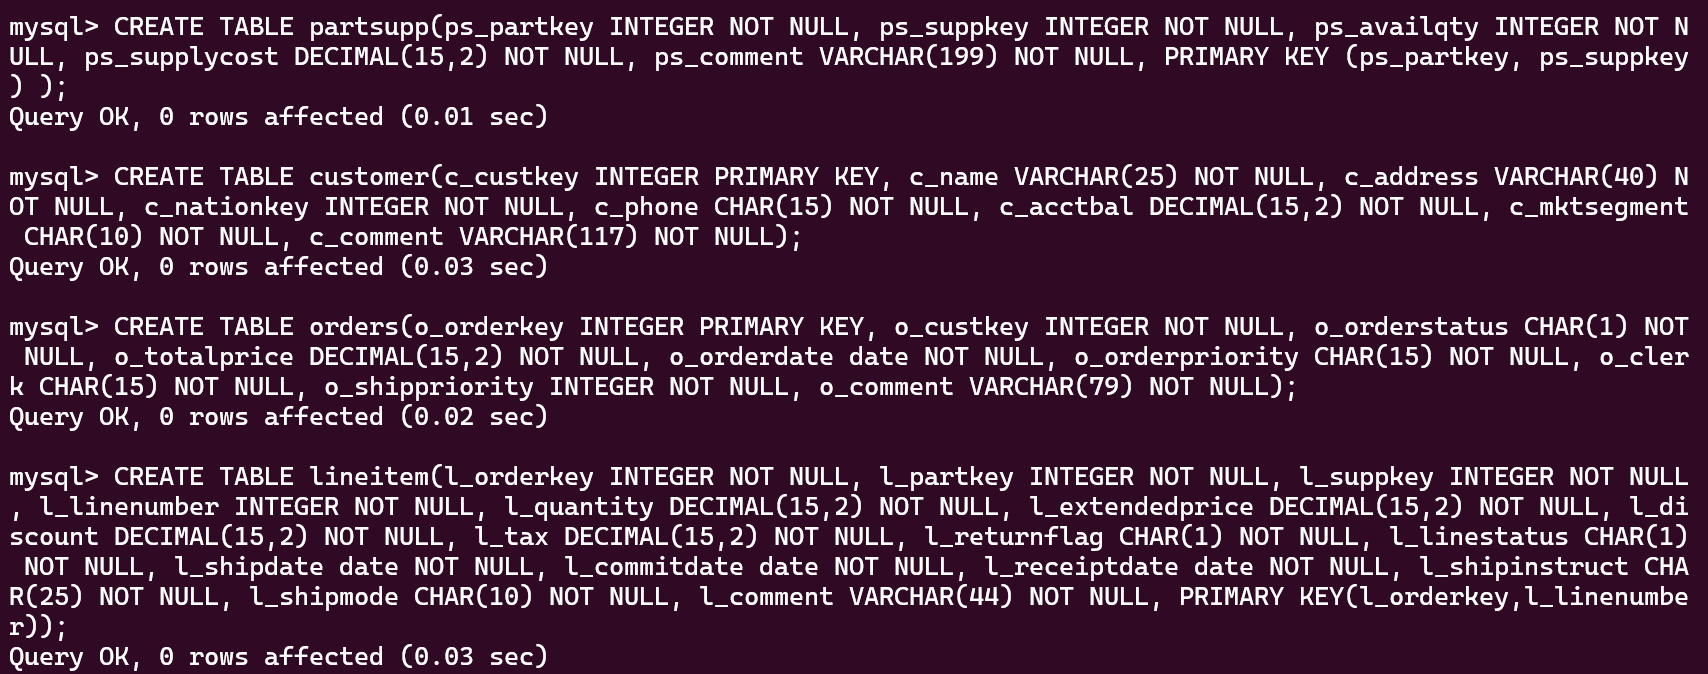 mysql> CREATE TABLE partsupp(ps_partkey INTEGER NOT NULL, ps_suppkey INTEGER NOT NULL, ps_availqty INTEGER NOT N
ULL, ps_supplycost DECIMAL(15,2) NOT NULL, ps_comment VARCHAR(199) NOT NULL, PRIMARY KEY (ps_partkey, ps_suppkey
) );
Query OK, 0 rows affected (0.01 sec)

mysql> CREATE TABLE customer(c_custkey INTEGER PRIMARY KEY, c_name VARCHAR(25) NOT NULL, c_address VARCHAR(40) N
OT NULL, c_nationkey INTEGER NOT NULL, c_phone CHAR(15) NOT NULL, c_acctbal DECIMAL(15,2) NOT NULL, c_mktsegment
 CHAR(10) NOT NULL, c_comment VARCHAR(117) NOT NULL);
Query OK, 0 rows affected (0.03 sec)

mysql> CREATE TABLE orders(o_orderkey INTEGER PRIMARY KEY, o_custkey INTEGER NOT NULL, o_orderstatus CHAR(1) NOT
 NULL, o_totalprice DECIMAL(15,2) NOT NULL, o_orderdate date NOT NULL, o_orderpriority CHAR(15) NOT NULL, o_cler
k CHAR(15) NOT NULL, o_shippriority INTEGER NOT NULL, o_comment VARCHAR(79) NOT NULL);
Query OK, 0 rows affected (0.02 sec)

mysql> CREATE TABLE lineitem(l_orderkey INTEGER NOT NULL, l_partkey INTEGER NOT NULL, l_suppkey INTEGER NOT NULL
, l_linenumber INTEGER NOT NULL, l_quantity DECIMAL(15,2) NOT NULL, l_extendedprice DECIMAL(15,2) NOT NULL, l_di
scount DECIMAL(15,2) NOT NULL, l_tax DECIMAL(15,2) NOT NULL, l_returnflag CHAR(1) NOT NULL, l_linestatus CHAR(1)
 NOT NULL, l_shipdate date NOT NULL, l_commitdate date NOT NULL, l_receiptdate date NOT NULL, l_shipinstruct CHA
R(25) NOT NULL, l_shipmode CHAR(10) NOT NULL, l_comment VARCHAR(44) NOT NULL, PRIMARY KEY(l_orderkey,l_linenumbe
r));
Query OK, 0 rows affected (0.03 sec)